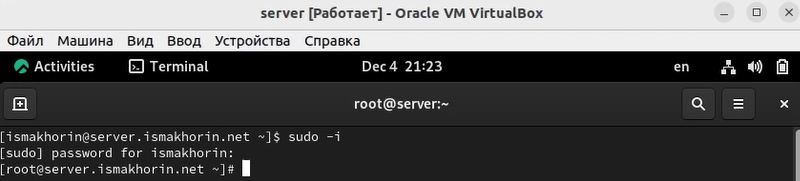 server [Работает] - Oracle VM VirtualBox
Файл Машина Вид Ввод Устройства Справка
Activities Terminal Dec 4 21:23 en
root@server:~
[ismakhorin@server.ismakhorin.net ~]$ sudo -i
[sudo] password for ismakhorin:
[root@server.ismakhorin.net ~]#